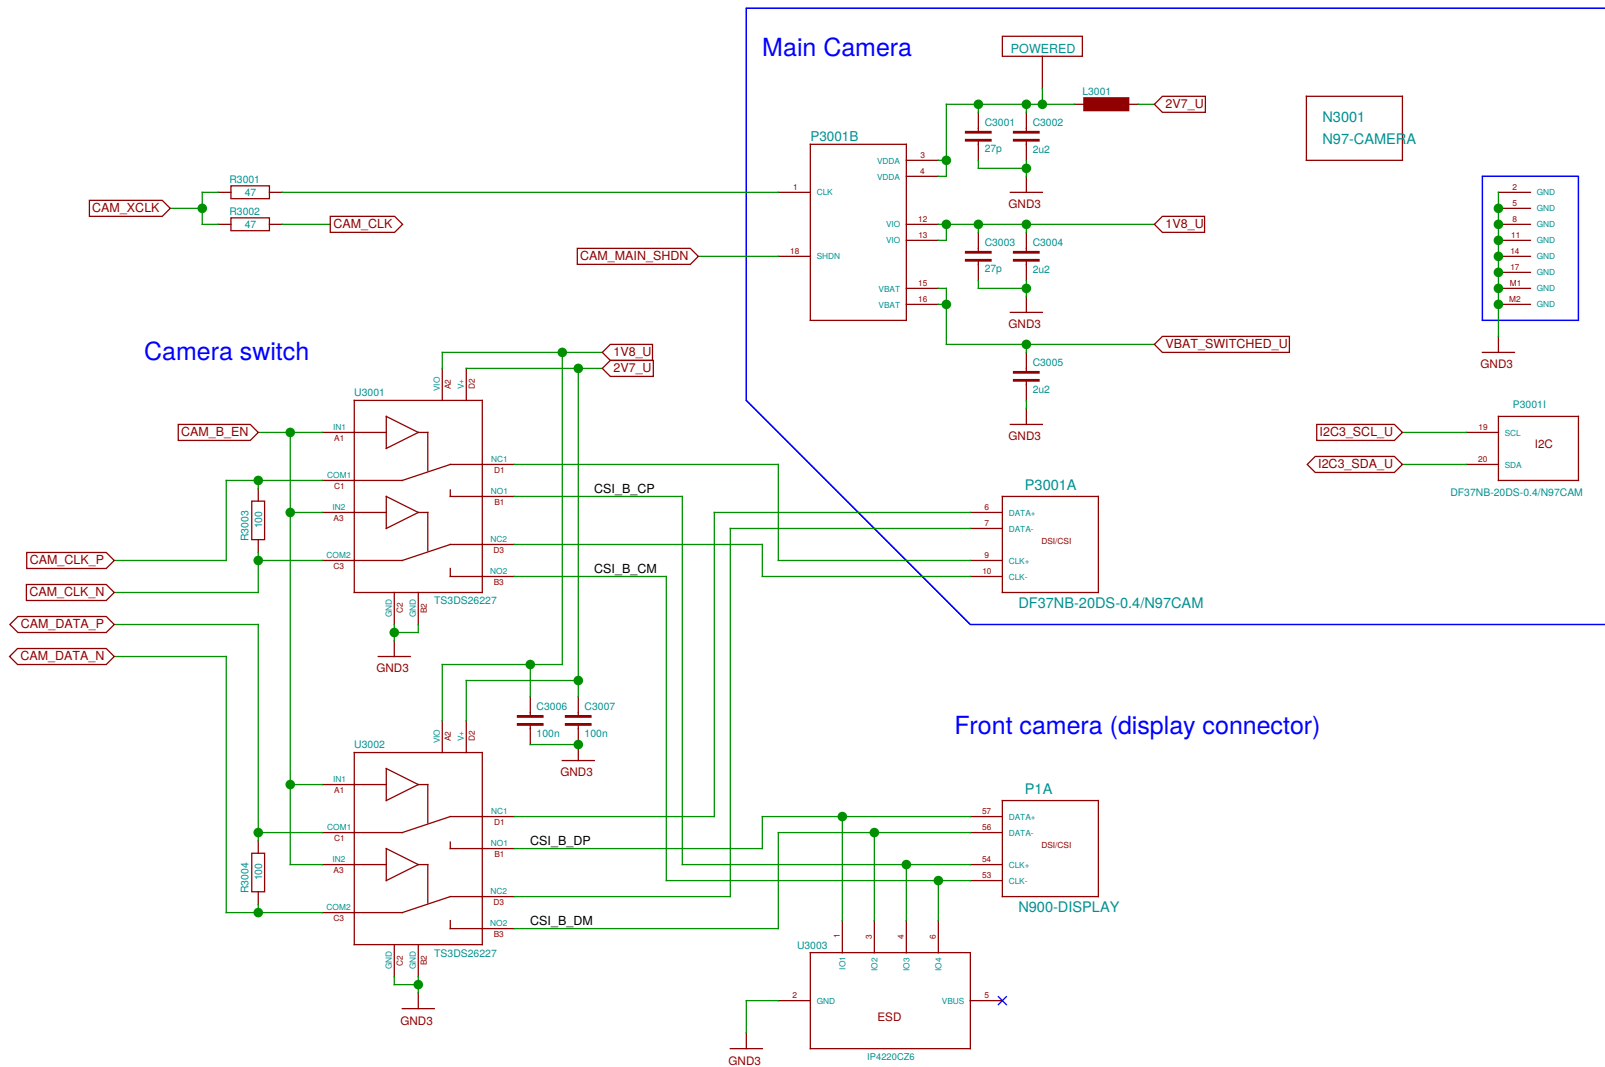 Main Camera
POWERED
L3001
2V7_U
C3001
27p
C3002
2u2
N3001
N97-CAMERA
P3001B
3
VDDA
4
VDDA
1
CLK
12
VIO
13
VIO
18
SHDN
15
VBAT
16
VBAT
GND3
R3001
47
CAM_XCLK
R3002
47
CAM_CLK
CAM_MAIN_SHDN
1V8_U
C3003
27p
C3004
2u2
GND3
VBAT_SWITCHED_U
C3005
2u2
GND3
2 GND
5 GND
8 GND
11 GND
14 GND
17 GND
M1 GND
M2 GND
GND3
P3001I
I2C3_SCL_U
19
SCL
I2C
I2C3_SDA_U
20
SDA
DF37NB-20DS-0.4/N97CAM
Camera switch
1V8_U
2V7_U
U3001
VIO
A2
V+
D2
CAM_B_EN
IN1
A1
COM1
C1
IN2
A3
COM2
C3
NC1
D1
NO1
B1
NC2
D3
NO2
B3
GND
C2
GND
B2
TS3DS26227
GND3
R3003
100
CSI_B_CP
CSI_B_CM
CAM_CLK_P
CAM_CLK_N
CAM_DATA_P
CAM_DATA_N
P3001A
6
DATA+
7
DATA-
DSI/CSI
9
CLK+
10
CLK-
DF37NB-20DS-0.4/N97CAM
C3006
100n
C3007
100n
GND3
U3002
VIO
A2
V+
D2
IN1
A1
COM1
C1
IN2
A3
COM2
C3
NC1
D1
NO1
B1
NC2
D3
NO2
B3
GND
C2
GND
B2
TS3DS26227
GND3
R3004
100
CSI_B_DP
CSI_B_DM
Front camera (display connector)
P1A
57
DATA+
56
DATA-
DSI/CSI
54
CLK+
53
CLK-
N900-DISPLAY
U3003
1
IO1
3
IO2
4
IO3
6
IO4
2
GND
VBUS
5
ESD
IP4220CZ6
GND3